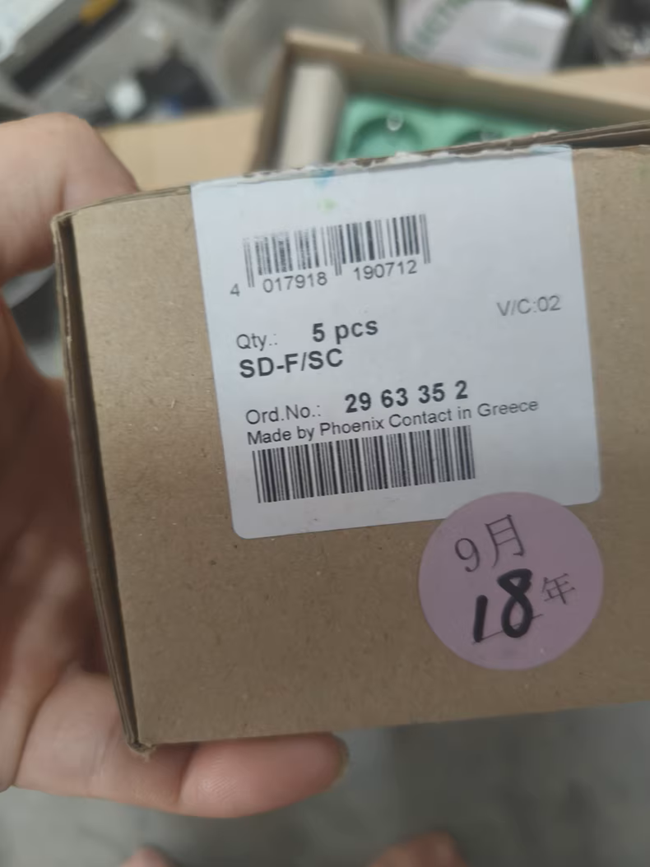 4 017918 190712
V/C:02
Qty.: 5 pcs
SD-F/SC
Ord.No.: 29 63 35 2
Made by Phoenix Contact in Greece
9月
18年